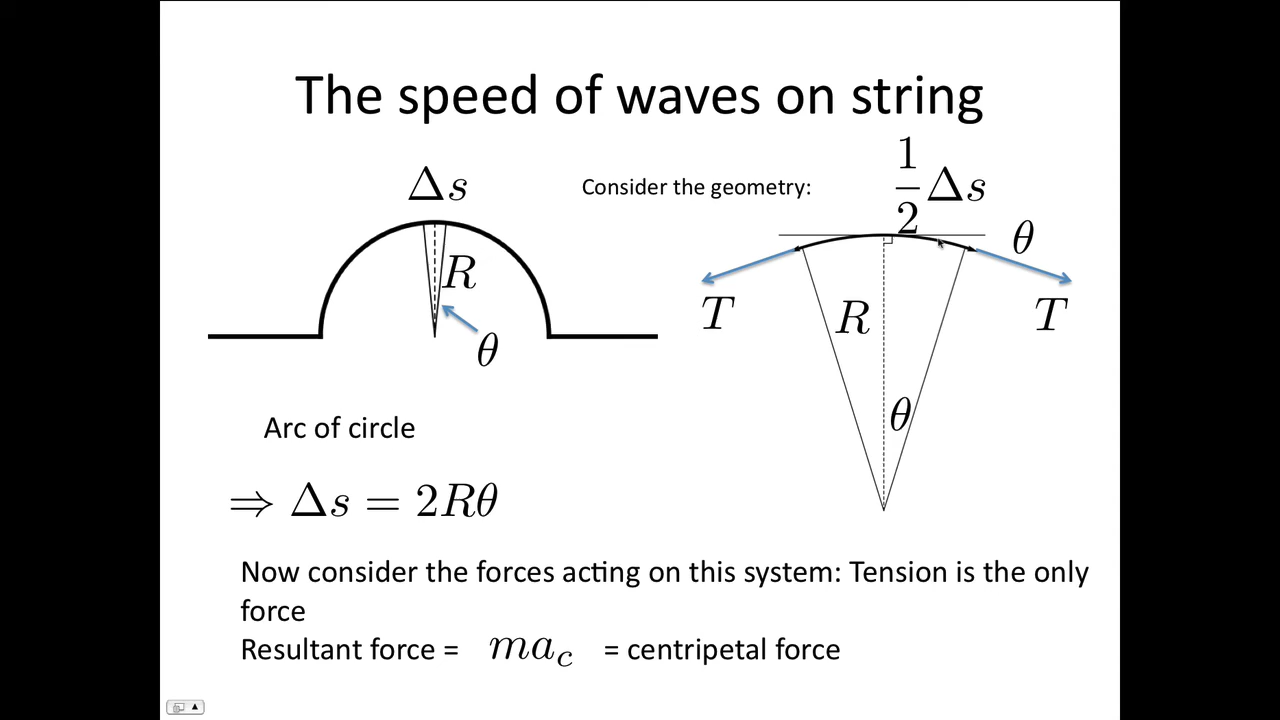 The speed of waves on string
Δs
Consider the geometry:
1/2 Δs
R
θ
θ
T
T
R
θ
Arc of circle
⇒ Δs = 2Rθ
Now consider the forces acting on this system: Tension is the only
force
Resultant force = ma_c = centripetal force